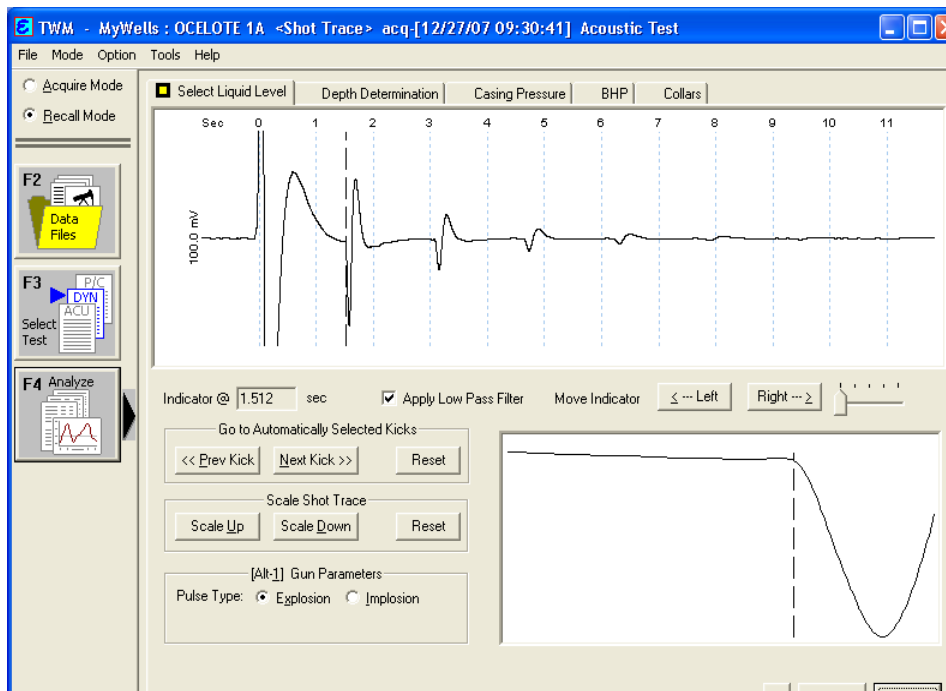 TWM - MyWells : OCELOTE 1A <Shot Trace> acq-[12/27/07 09:30:41] Acoustic Test
File Mode Option Tools Help
Acquire Mode
Recall Mode
F2
Data
Files
F3
P/C
DYN
ACU
Select
Test
F4 Analyze
Select Liquid Level
Depth Determination
Casing Pressure
BHP
Collars
Sec 0 1 2 3 4 5 6 7 8 9 10 11
100.0 mV
Indicator @ 1.512 sec
Apply Low Pass Filter
Move Indicator
< --- Left
Right --- >
Go to Automatically Selected Kicks
<< Prev Kick
Next Kick >>
Reset
Scale Shot Trace
Scale Up
Scale Down
Reset
[Alt-1] Gun Parameters
Pulse Type: Explosion Implosion